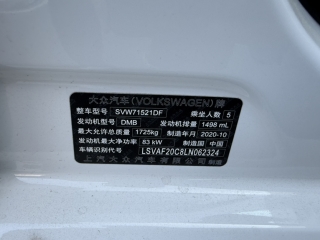 大众汽车(VOLKSWAGEN)牌
整车型号 SVW71521DF 乘坐人数 5
发动机型号 DMB 发动机排量 1498 mL
最大允许总质量 1725kg 制造年月 2020-10
发动机最大净功率 83 kW 中国制造
车辆识别代号 LSVAF20C8LN062324
上汽大众汽车有限公司 制造